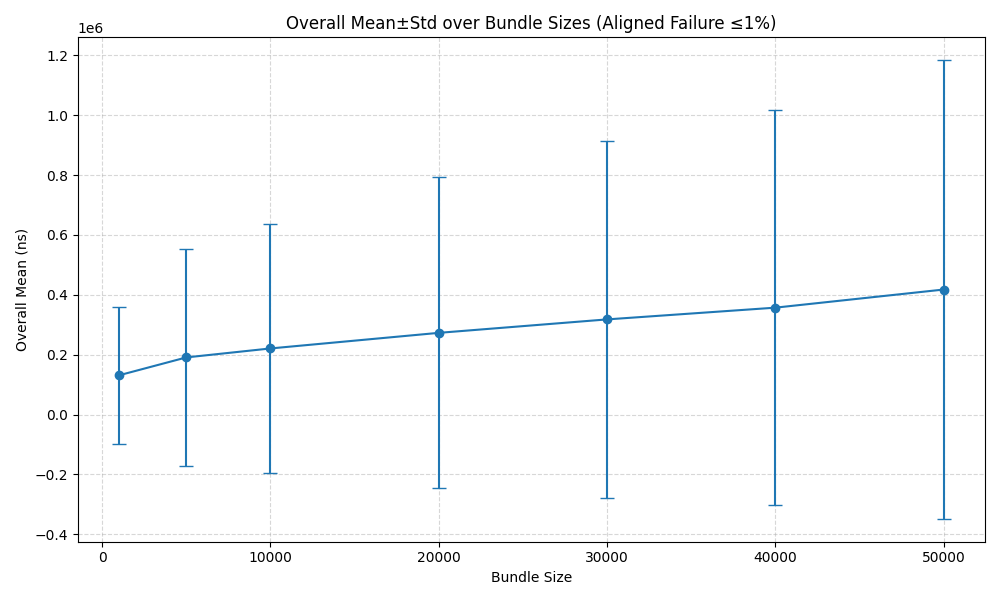 Overall Mean±Std over Bundle Sizes (Aligned Failure ≤1%)
1e6
1.2
1.0
0.8
0.6
0.4
0.2
0.0
−0.2
−0.4
Overall Mean (ns)
0 10000 20000 30000 40000 50000
Bundle Size